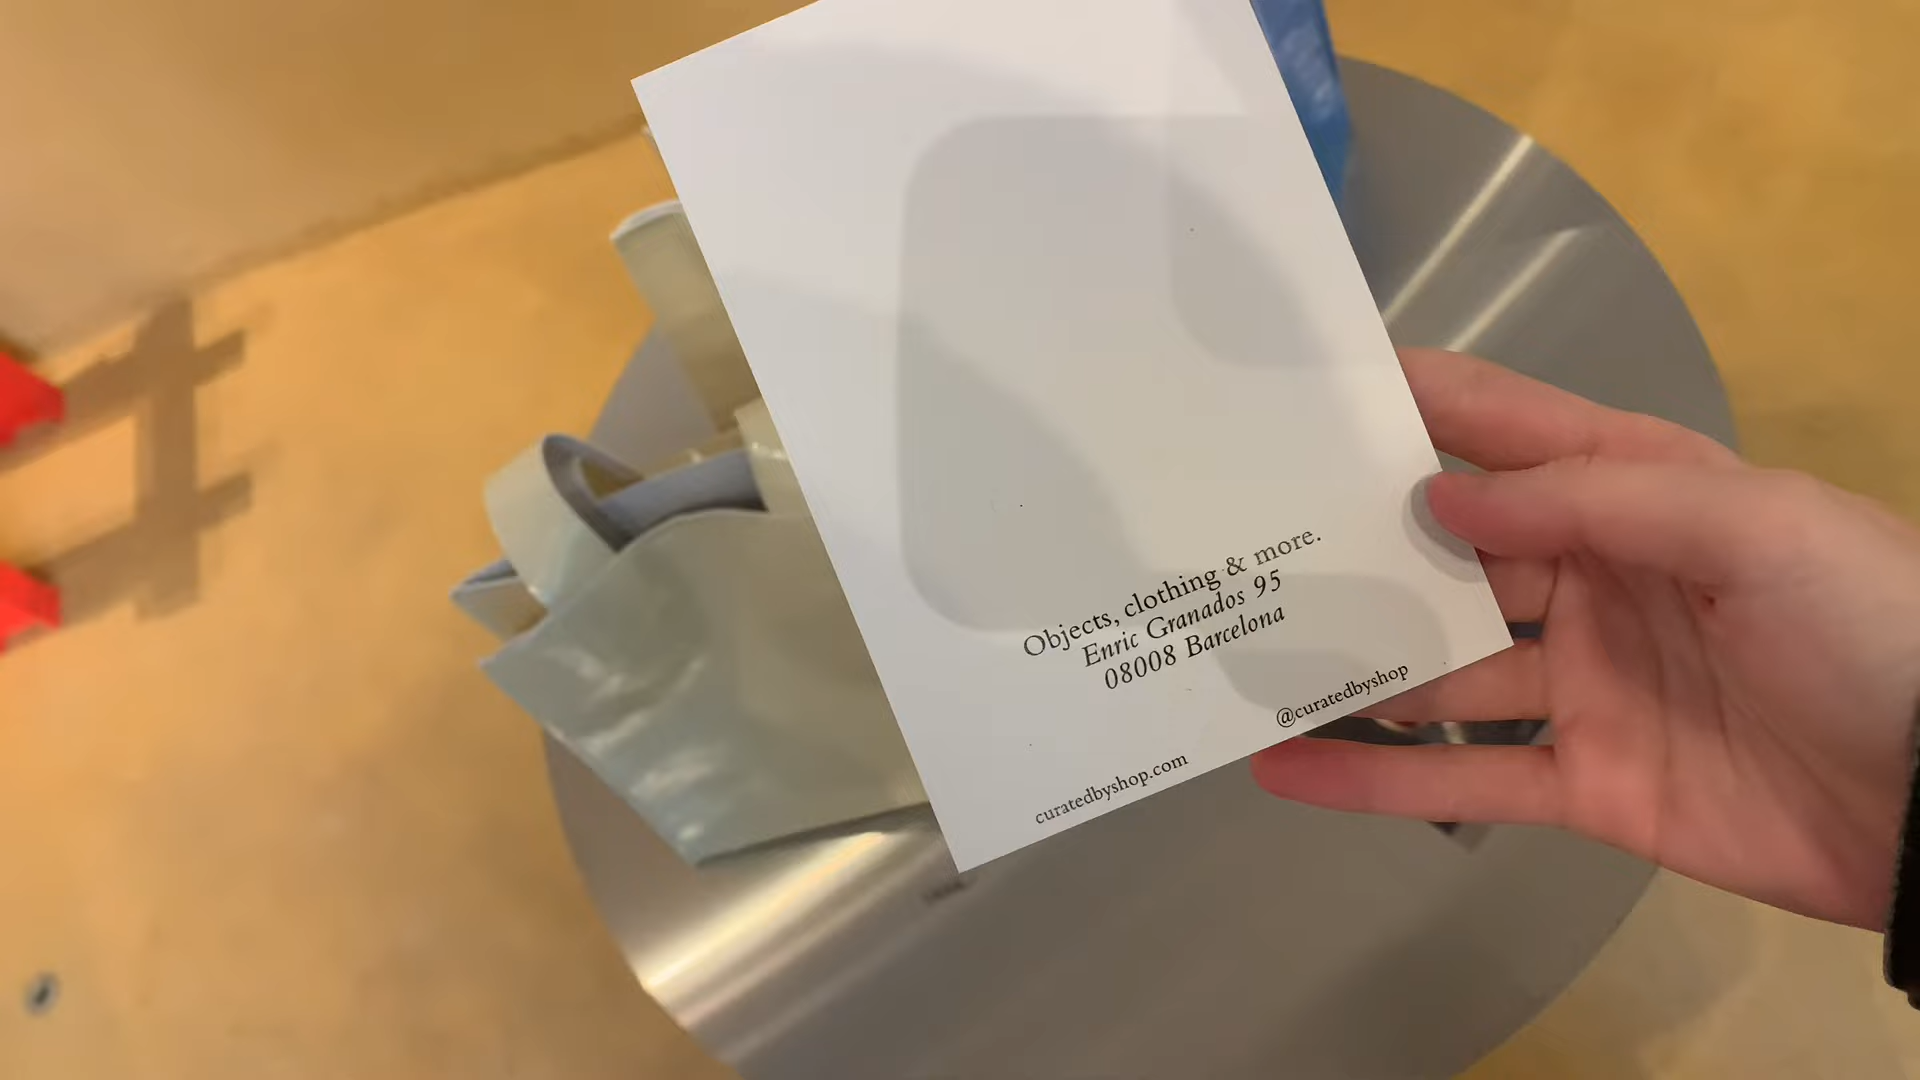 Objects, clothing & more.
Enric Granados 95
08008 Barcelona
@curatedbyshop
curatedbyshop.com